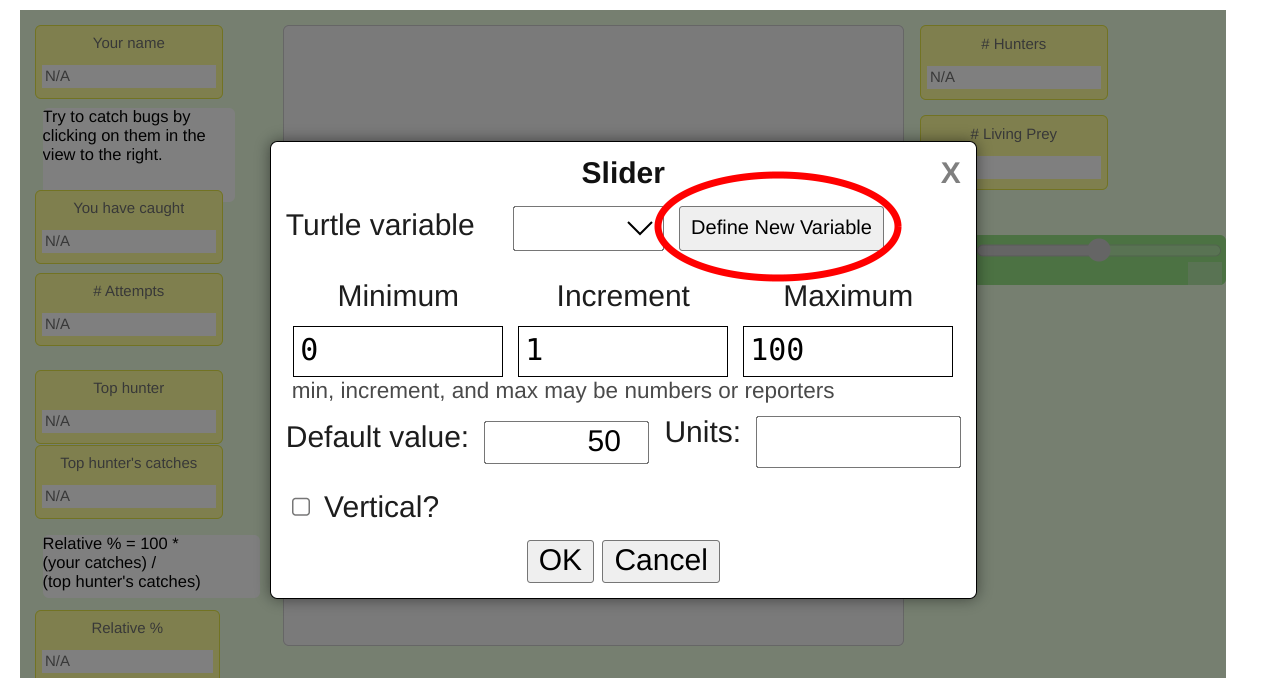 Your name
N/A
Try to catch bugs by
clicking on them in the
view to the right.
You have caught
N/A
# Attempts
N/A
Top hunter
N/A
Top hunter's catches
N/A
Relative % = 100 *
(your catches) /
(top hunter's catches)
Relative %
N/A
# Hunters
N/A
# Living Prey
Slider
X
Turtle variable
Define New Variable
Minimum
Increment
Maximum
0
1
100
min, increment, and max may be numbers or reporters
Default value:
50
Units:
Vertical?
OK
Cancel